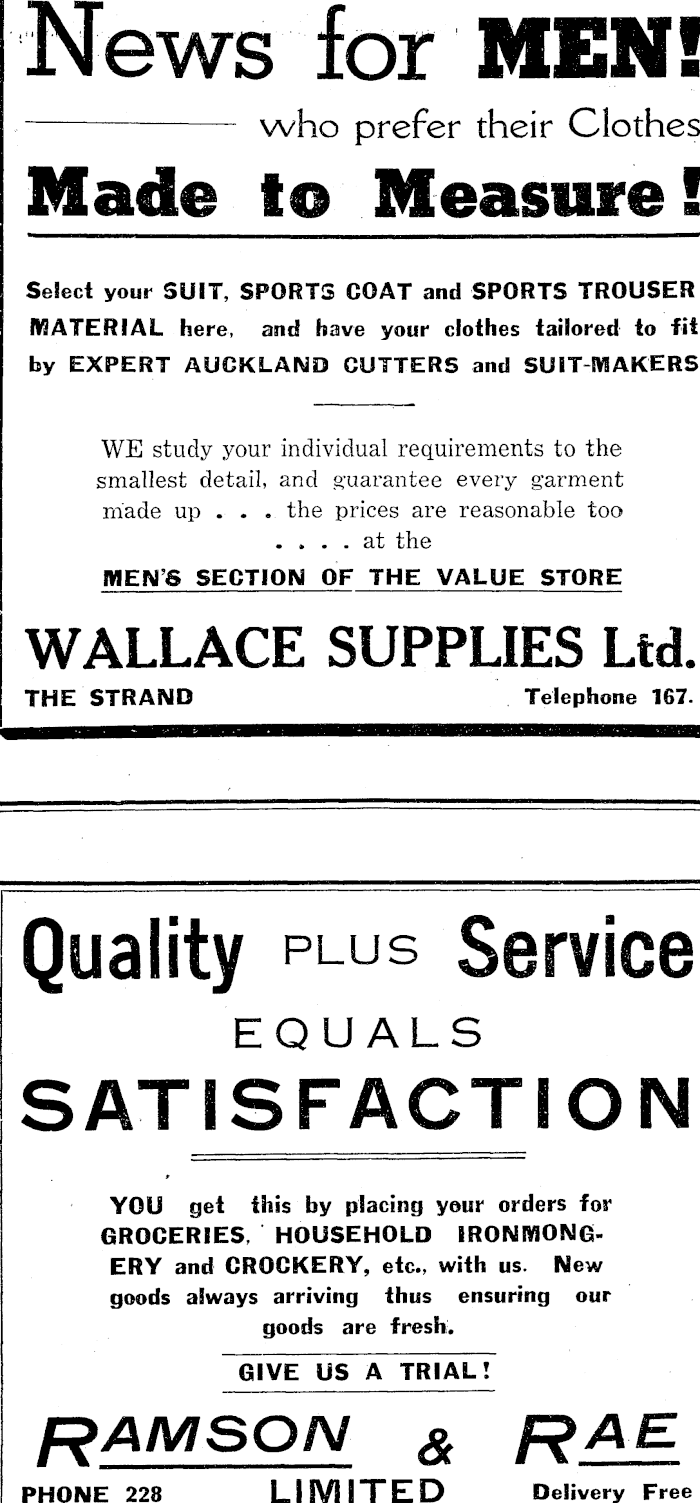 News for MEN!
who prefer their Clothes
Made to Measure!
Select your SUIT, SPORTS COAT and SPORTS TROUSER
MATERIAL here, and have your clothes tailored to fit
by EXPERT AUCKLAND CUTTERS and SUIT-MAKERS
WE study your individual requirements to the
smallest detail, and guarantee every garment
made up . . . the prices are reasonable too
. . . . at the
MEN'S SECTION OF THE VALUE STORE
WALLACE SUPPLIES Ltd.
THE STRAND Telephone 167.
Quality PLUS Service
EQUALS
SATISFACTION
YOU get this by placing your orders for
GROCERIES, HOUSEHOLD IRONMONG-
ERY and CROCKERY, etc., with us. New
goods always arriving thus ensuring our
goods are fresh.
GIVE US A TRIAL!
RAMSON & RAE
PHONE 228 LIMITED Delivery Free